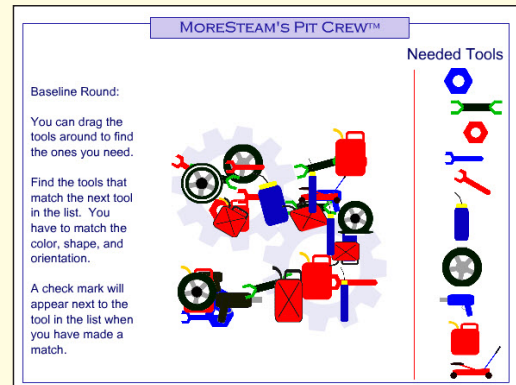 MoreSteam's Pit Crew™
Needed Tools
Baseline Round:
You can drag the
tools around to find
the ones you need.
Find the tools that
match the next tool
in the list. You
have to match the
color, shape, and
orientation.
A check mark will
appear next to the
tool in the list when
you have made a
match.